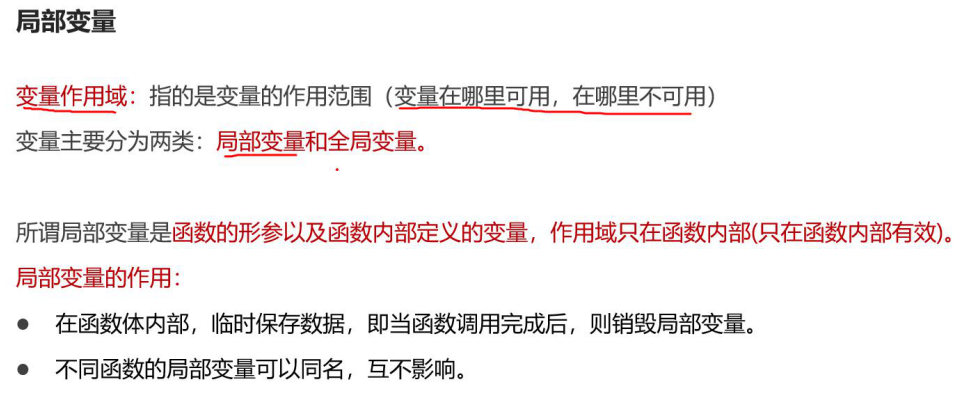 局部变量
变量作用域：指的是变量的作用范围（变量在哪里可用，在哪里不可用）
变量主要分为两类：局部变量和全局变量。
所谓局部变量是函数的形参以及函数内部定义的变量，作用域只在函数内部(只在函数内部有效)。
局部变量的作用：
● 在函数体内部，临时保存数据，即当函数调用完成后，则销毁局部变量。
● 不同函数的局部变量可以同名，互不影响。